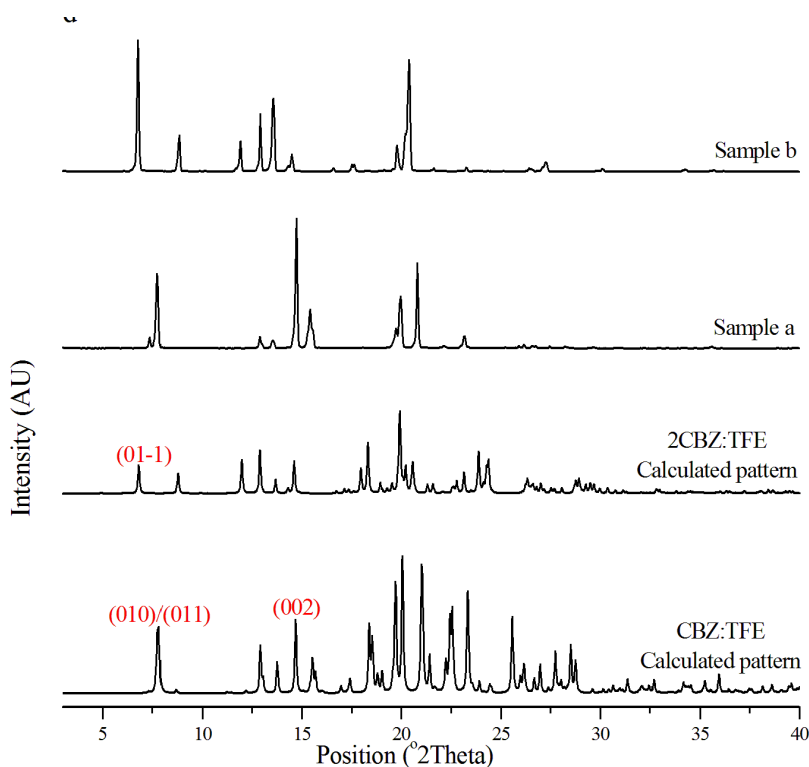 Sample b
Sample a
2CBZ:TFE
Calculated pattern
(01-1)
(010)/(011)
(002)
CBZ:TFE
Calculated pattern
Intensity (AU)
5 10 15 20 25 30 35 40
Position (°2Theta)